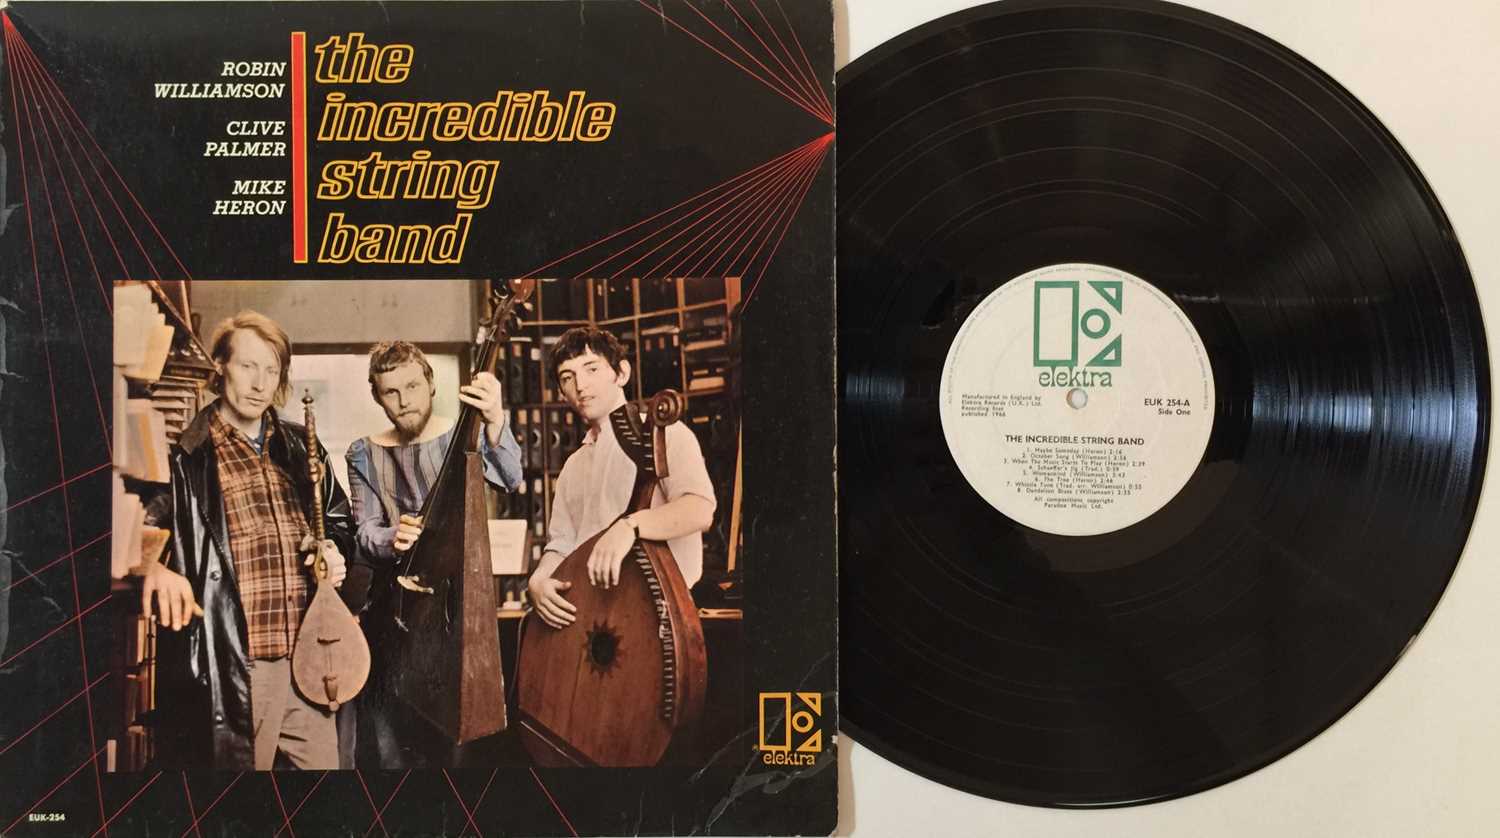 ROBIN
WILLIAMSON
CLIVE
PALMER
MIKE
HERON
the
incredible
string
band
elektra
EUK-254
elektra
Manufactured in England by
Elektra Records (U.K.) Ltd.
Recording first
published 1966
EUK 254-A
Side One
THE INCREDIBLE STRING BAND
1. Maybe Someday (Heron) 2:16
2. October Song (Williamson) 3:56
3. When The Music Starts To Play (Heron) 2:39
4. Schaeffer's Jig (Trad.) 0:59
5. Womankind (Williamson) 3:43
6. The Tree (Heron) 2:46
7. Whistle Tune (Trad. arr. Williamson) 0:55
8. Dandelion Blues (Williamson) 2:35
All compositions copyright
Paradox Music Ltd.